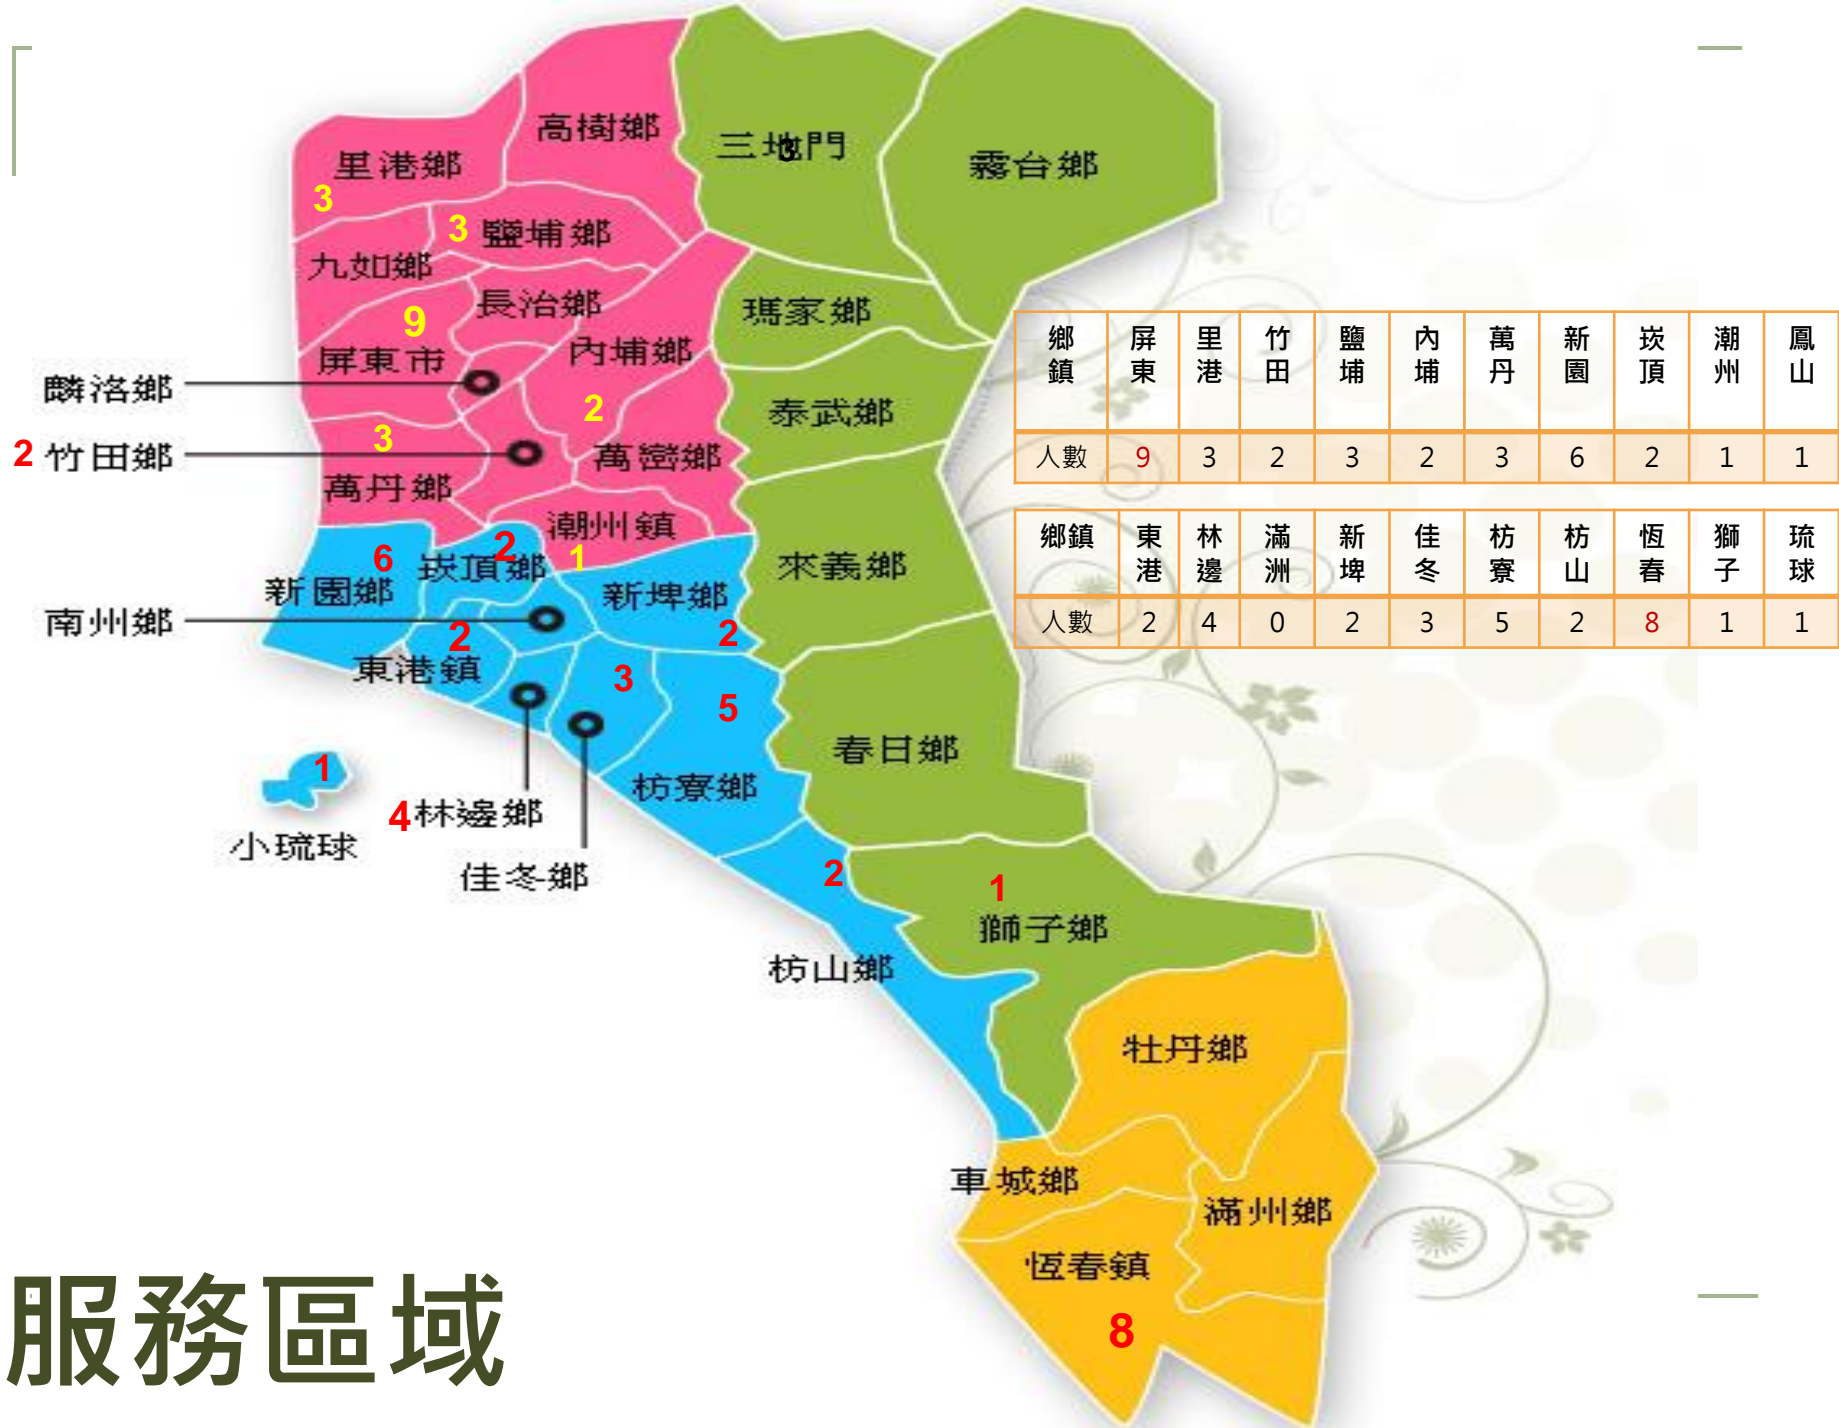 高樹鄉
三地門
3
里港鄉
霧台鄉
3
3
鹽埔鄉
九如鄉
長治鄉
瑪家鄉
9
屏東市
內埔鄉
麟洛鄉
泰武鄉
2
3
2 竹田鄉
萬巒鄉
萬丹鄉
潮州鎮
6
2
1
崁頂鄉
來義鄉
新園鄉
新埤鄉
南州鄉
2
2
東港鎮
3
5
春日鄉
1
枋寮鄉
4 林邊鄉
小琉球
佳冬鄉
2
1
獅子鄉
枋山鄉
牡丹鄉
車城鄉
滿州鄉
恆春鎮
8
鄉鎮 屏東 里港 竹田 鹽埔 內埔 萬丹 新園 崁頂 潮州 鳳山
人數 9 3 2 3 2 3 6 2 1 1
鄉鎮 東港 林邊 滿洲 新埤 佳冬 枋寮 枋山 恆春 獅子 琉球
人數 2 4 0 2 3 5 2 8 1 1
服務區域